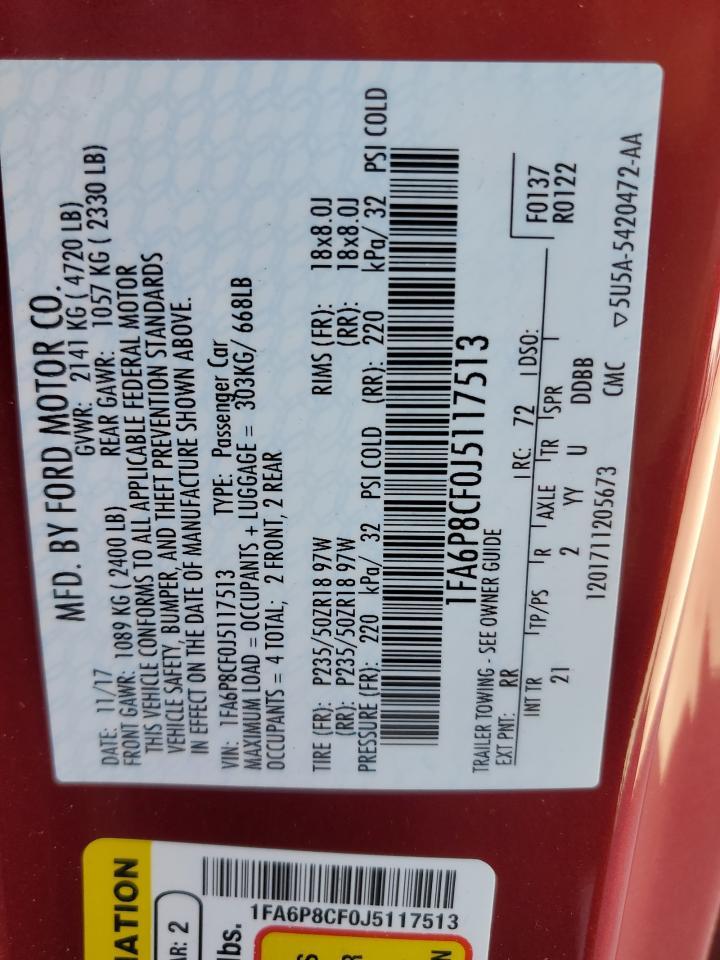 MFD. BY FORD MOTOR CO.
DATE: 11/17 GVWR: 2141 KG ( 4720 LB)
FRONT GAWR: 1089 KG ( 2400 LB) REAR GAWR: 1057 KG ( 2330 LB)
THIS VEHICLE CONFORMS TO ALL APPLICABLE FEDERAL MOTOR
VEHICLE SAFETY, BUMPER, AND THEFT PREVENTION STANDARDS
IN EFFECT ON THE DATE OF MANUFACTURE SHOWN ABOVE.
VIN: 1FA6P8CF0J5117513 TYPE: Passenger Car
MAXIMUM LOAD = OCCUPANTS + LUGGAGE = 303KG/ 668LB
OCCUPANTS = 4 TOTAL; 2 FRONT, 2 REAR
TIRE (FR): P235/50ZR18 97W RIMS (FR): 18x8.0J
(RR): P235/50ZR18 97W (RR): 18x8.0J
PRESSURE (FR): 220 kPa/ 32 PSI COLD (RR): 220 kPa/ 32 PSI COLD
1FA6P8CF0J5117513
TRAILER TOWING - SEE OWNER GUIDE
EXT PNT: RR RC: 72 DSO: F0137
R0122
INT TR TP/PS R AXLE TR SPR
21 2 YY U DDBB
1201711205673 CMC ▽5U5A-5420472-AA
MATION
AR: 2
lbs.
1FA6P8CF0J5117513
S
R
N